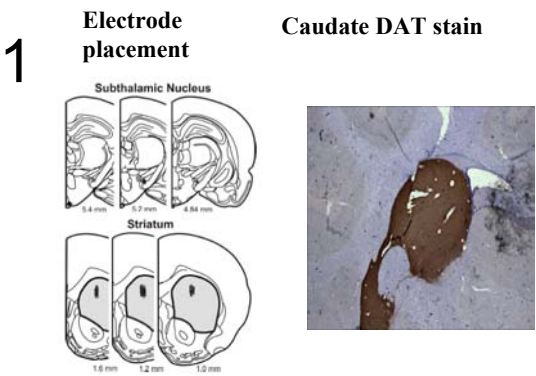 1
Electrode
placement
Caudate DAT stain
Subthalamic Nucleus
5.4 mm
5.2 mm
4.84 mm
Striatum
1.6 mm
1.2 mm
1.0 mm